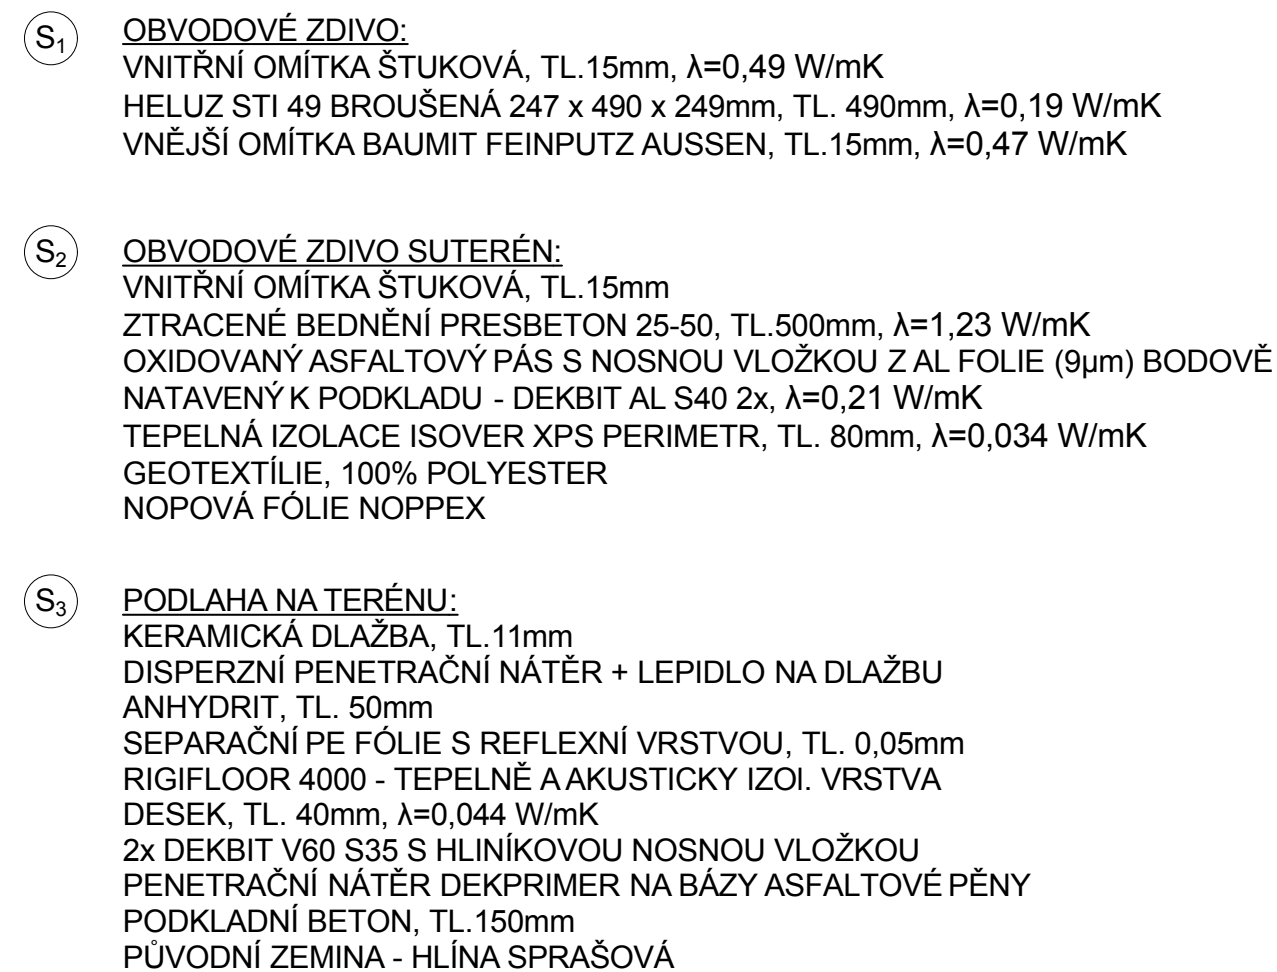 S₁ OBVODOVÉ ZDIVO:
VNITŘNÍ OMÍTKA ŠTUKOVÁ, TL.15mm, λ=0,49 W/mK
HELUZ STI 49 BROUŠENÁ 247 x 490 x 249mm, TL. 490mm, λ=0,19 W/mK
VNĚJŠÍ OMÍTKA BAUMIT FEINPUTZ AUSSEN, TL.15mm, λ=0,47 W/mK
S₂ OBVODOVÉ ZDIVO SUTERÉN:
VNITŘNÍ OMÍTKA ŠTUKOVÁ, TL.15mm
ZTRACENÉ BEDNĚNÍ PRESBETON 25-50, TL.500mm, λ=1,23 W/mK
OXIDOVANÝ ASFALTOVÝ PÁS S NOSNOU VLOŽKOU Z AL FOLIE (9µm) BODOVĚ
NATAVENÝ K PODKLADU - DEKBIT AL S40 2x, λ=0,21 W/mK
TEPELNÁ IZOLACE ISOVER XPS PERIMETR, TL. 80mm, λ=0,034 W/mK
GEOTEXTÍLIE, 100% POLYESTER
NOPOVÁ FÓLIE NOPPEX
S₃ PODLAHA NA TERÉNU:
KERAMICKÁ DLAŽBA, TL.11mm
DISPERZNÍ PENETRAČNÍ NÁTĚR + LEPIDLO NA DLAŽBU
ANHYDRIT, TL. 50mm
SEPARAČNÍ PE FÓLIE S REFLEXNÍ VRSTVOU, TL. 0,05mm
RIGIFLOOR 4000 - TEPELNĚ A AKUSTICKY IZOl. VRSTVA
DESEK, TL. 40mm, λ=0,044 W/mK
2x DEKBIT V60 S35 S HLINÍKOVOU NOSNOU VLOŽKOU
PENETRAČNÍ NÁTĚR DEKPRIMER NA BÁZY ASFALTOVÉ PĚNY
PODKLADNÍ BETON, TL.150mm
PŮVODNÍ ZEMINA - HLÍNA SPRAŠOVÁ